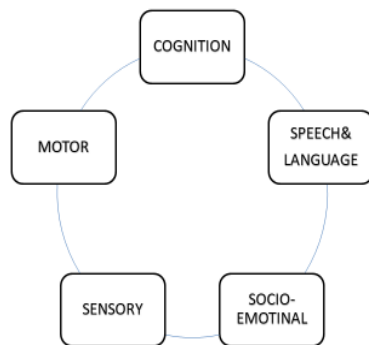 COGNITION
SPEECH&
LANGUAGE
MOTOR
SENSORY
SOCIO-
EMOTINAL